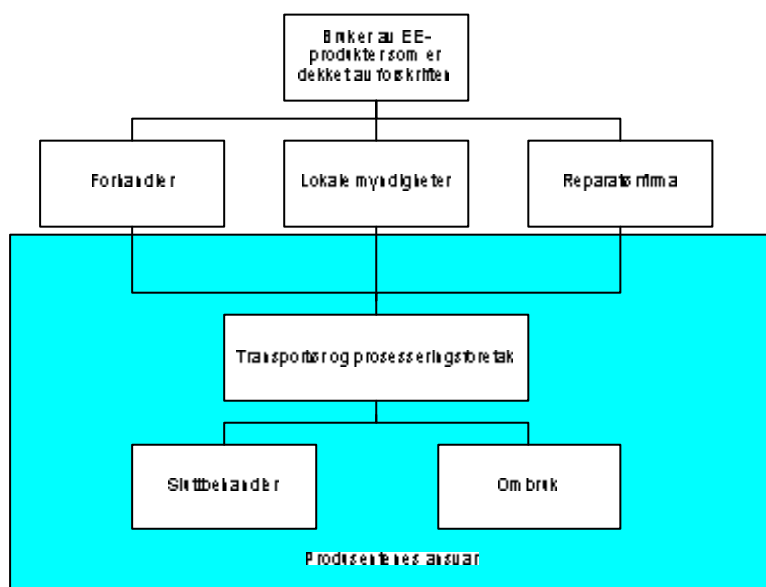 Bruker av EE-
produkter som er
dekket av forskriften
Forhandler
Lokale myndigheter
Reparatørfirma
Transportør og prosesseringsforetak
Sluttbehandler
Ombruk
Produsentenes ansvar